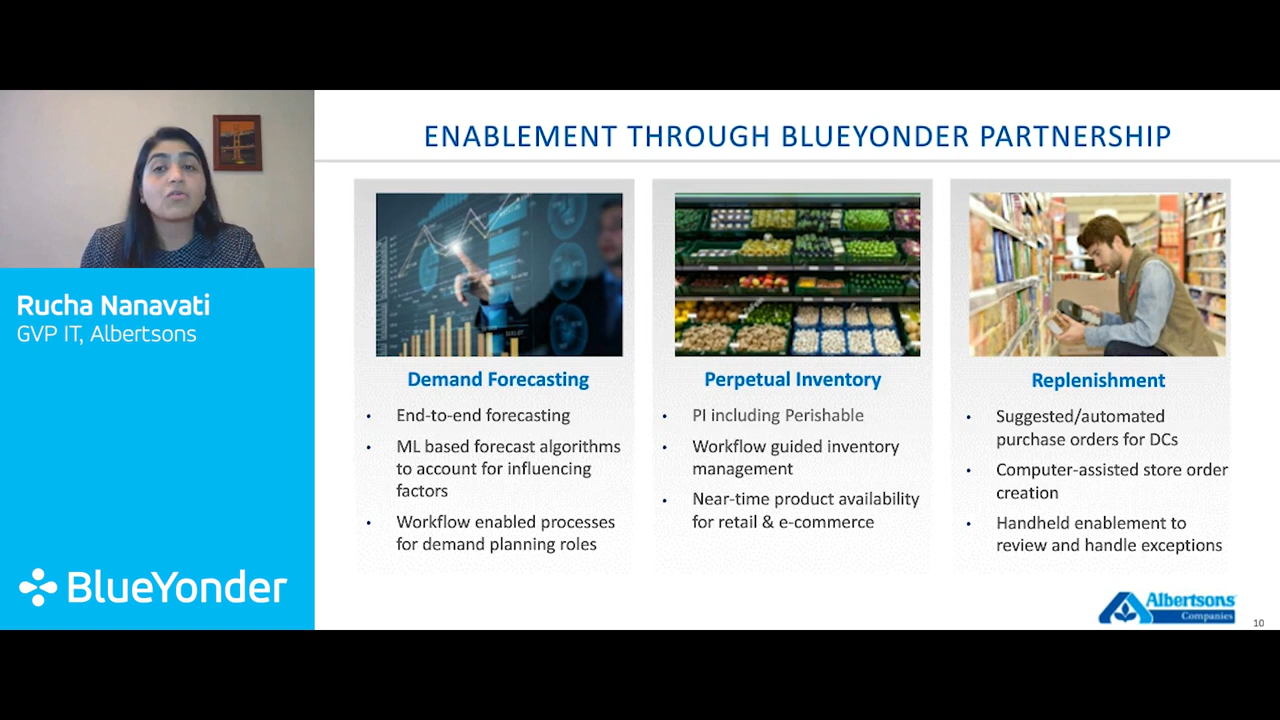 ENABLEMENT THROUGH BLUEYONDER PARTNERSHIP
Rucha Nanavati
GVP IT, Albertsons
BlueYonder
Demand Forecasting
• End-to-end forecasting
• ML based forecast algorithms
to account for influencing
factors
• Workflow enabled processes
for demand planning roles
Perpetual Inventory
• PI including Perishable
• Workflow guided inventory
management
• Near-time product availability
for retail & e-commerce
Replenishment
• Suggested/automated
purchase orders for DCs
• Computer-assisted store order
creation
• Handheld enablement to
review and handle exceptions
Albertsons
Companies
10